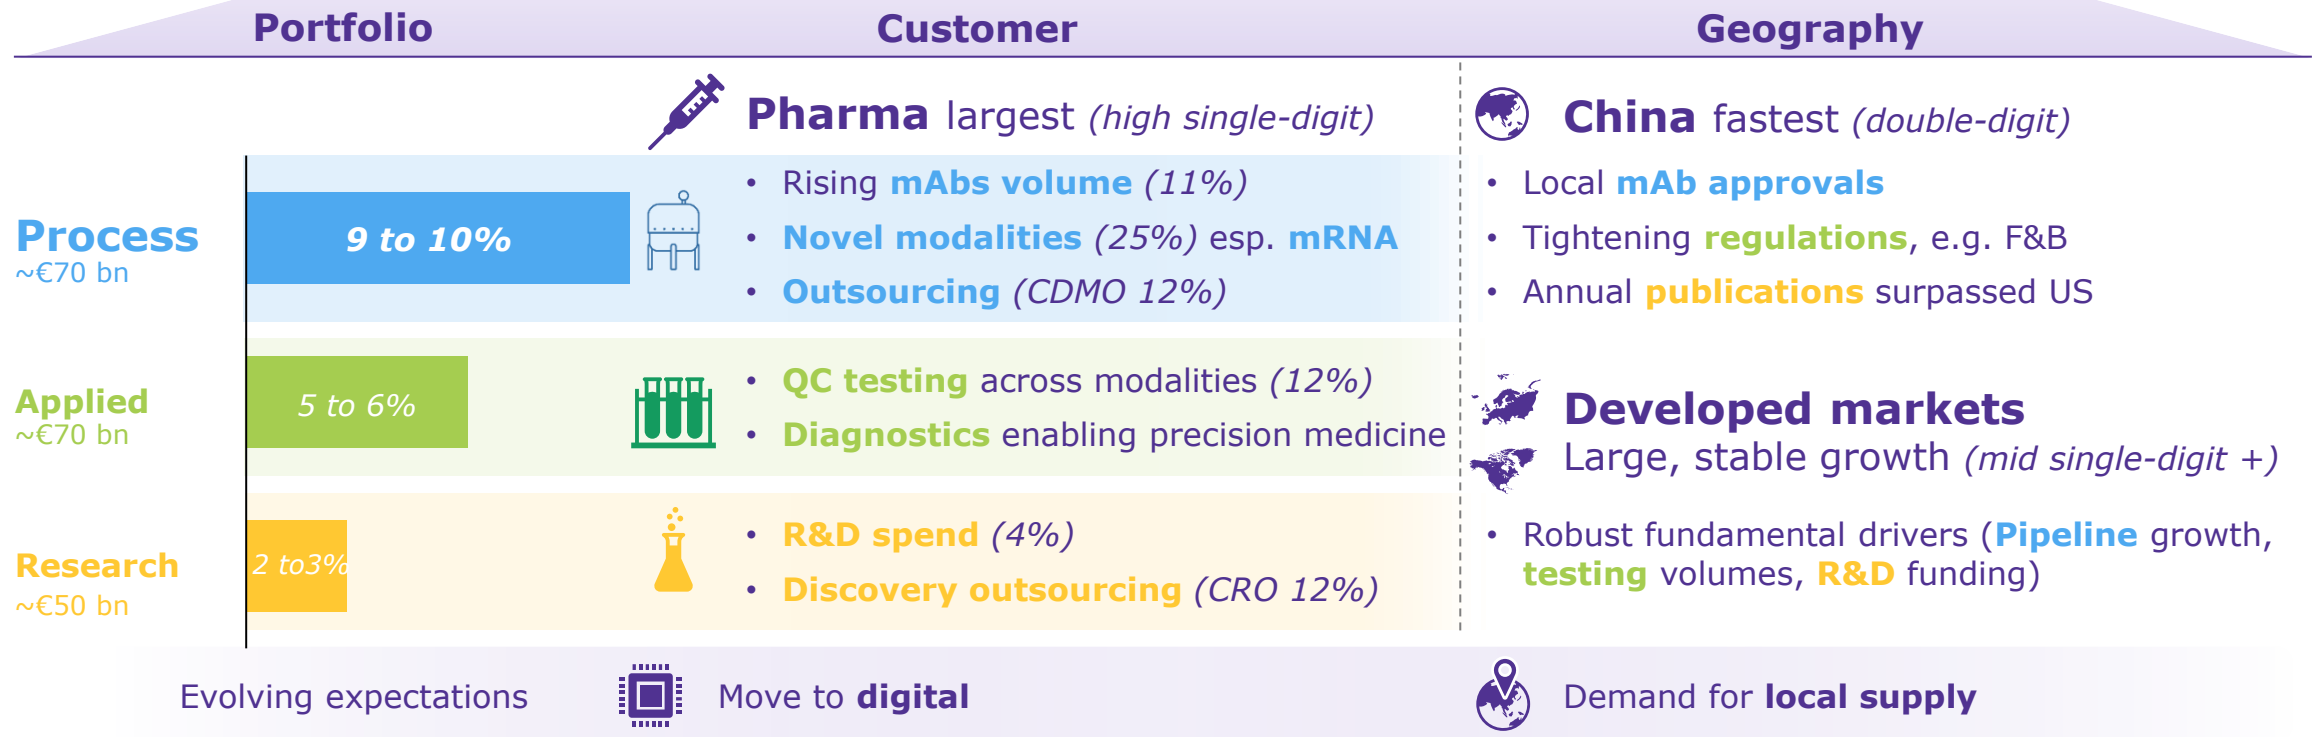 Portfolio
Customer
Geography
Process
~€70 bn
9 to 10%
Applied
~€70 bn
5 to 6%
Research
~€50 bn
2 to3%
Pharma largest (high single-digit)
• Rising mAbs volume (11%)
• Novel modalities (25%) esp. mRNA
• Outsourcing (CDMO 12%)
• QC testing across modalities (12%)
• Diagnostics enabling precision medicine
• R&D spend (4%)
• Discovery outsourcing (CRO 12%)
China fastest (double-digit)
• Local mAb approvals
• Tightening regulations, e.g. F&B
• Annual publications surpassed US
Developed markets
Large, stable growth (mid single-digit +)
• Robust fundamental drivers (Pipeline growth,
testing volumes, R&D funding)
Evolving expectations
Move to digital
Demand for local supply